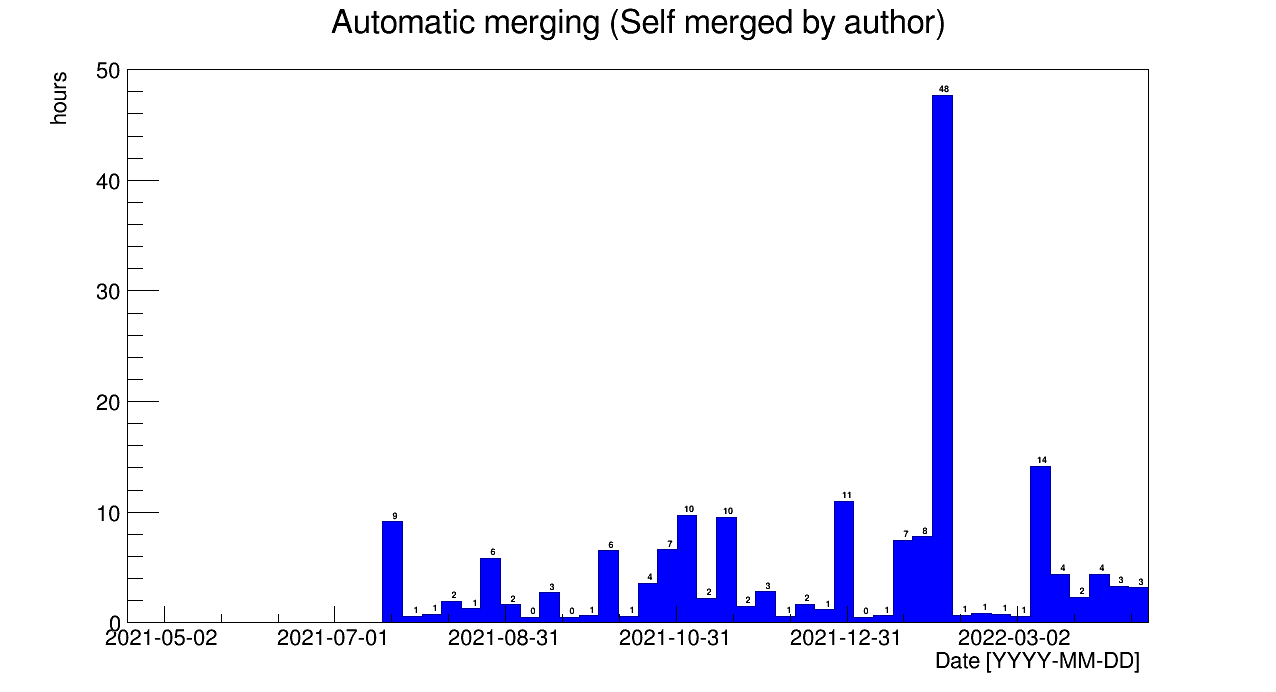 Automatic merging (Self merged by author)
hours
50
40
30
20
10
0
9 1 1 2 1 6 2 0 3 0 1 6 1 4 7 10 2 10 2 3 1 2 1 11 0 1 7 8 48 1 1 1 1 14 4 2 4 3 3
2021-05-02 2021-07-01 2021-08-31 2021-10-31 2021-12-31 2022-03-02
Date [YYYY-MM-DD]